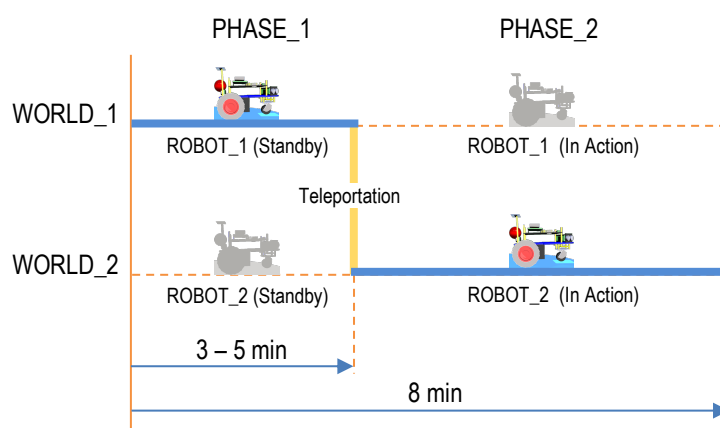 PHASE_1
PHASE_2
WORLD_1
ROBOT_1 (Standby)
ROBOT_1  (In Action)
Teleportation
WORLD_2
ROBOT_2 (Standby)
ROBOT_2  (In Action)
3 – 5 min
8 min